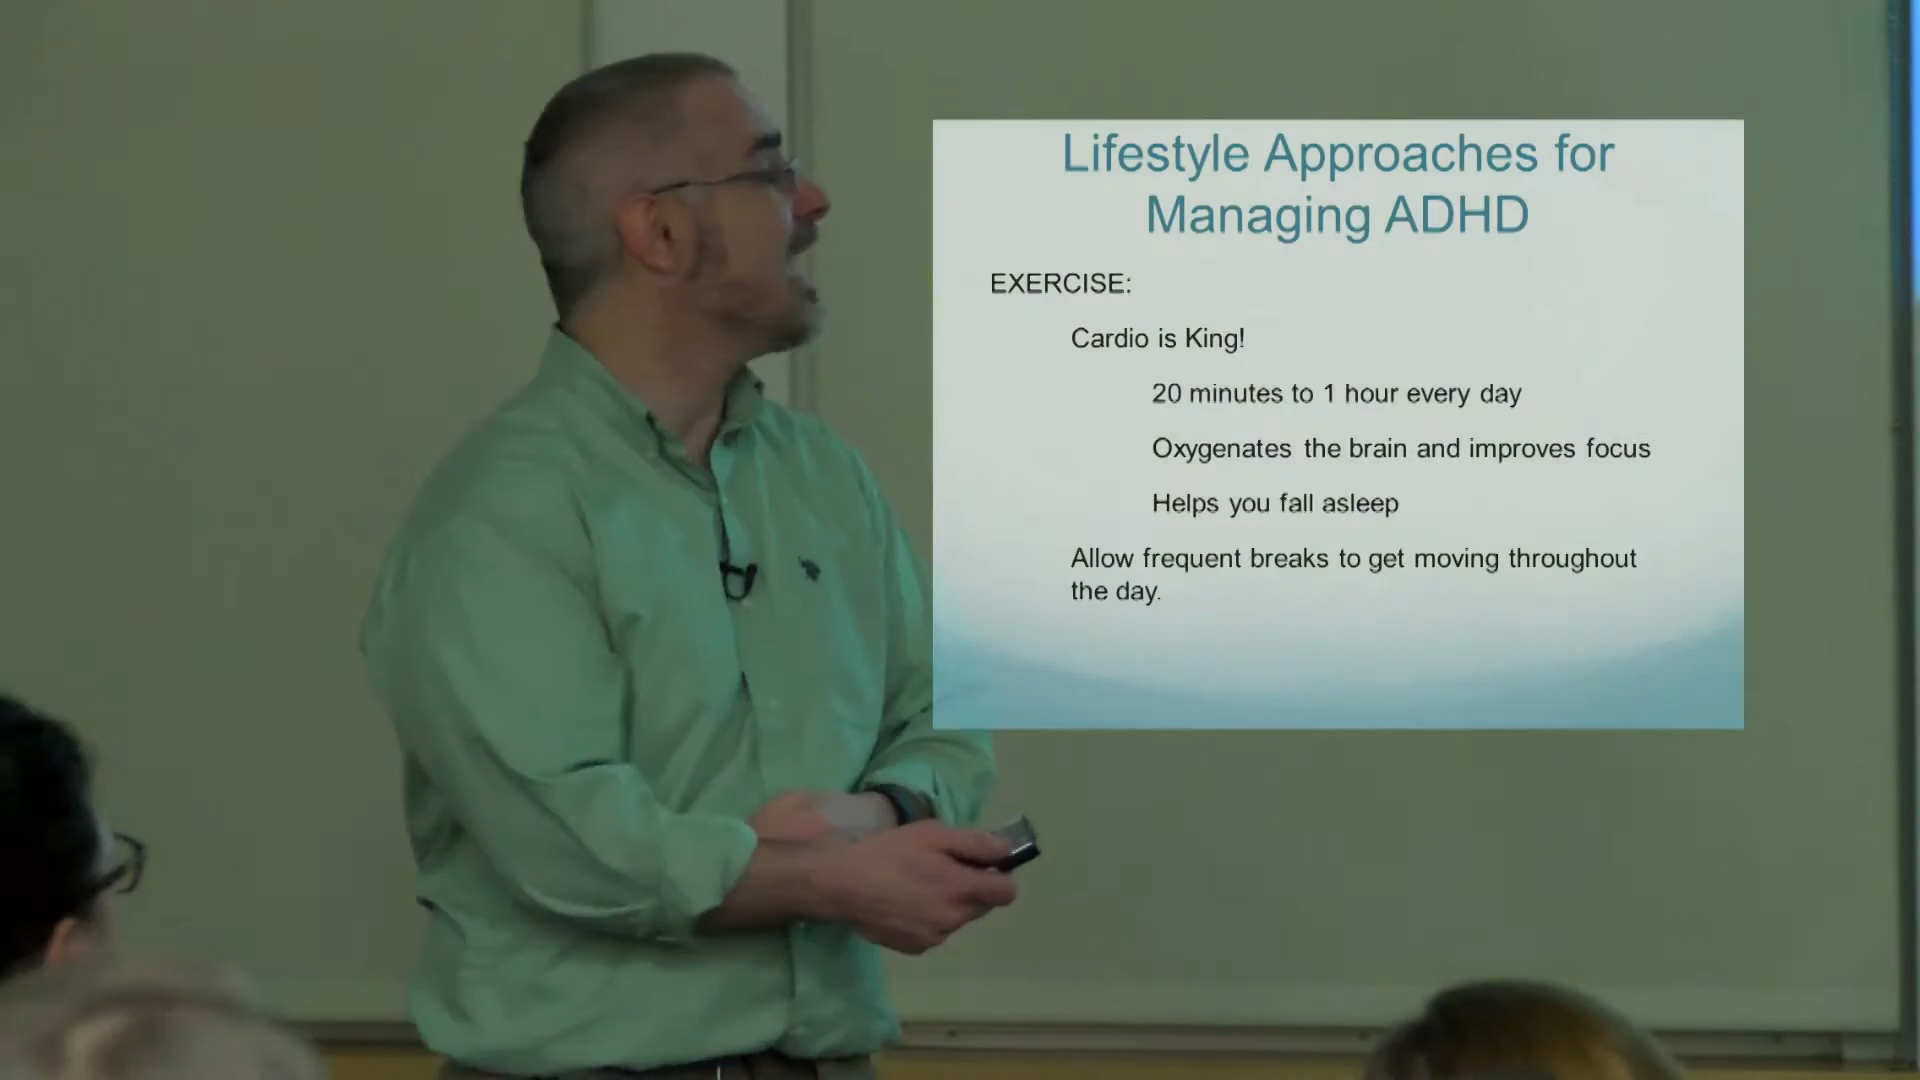 Lifestyle Approaches for
Managing ADHD
EXERCISE:
Cardio is King!
20 minutes to 1 hour every day
Oxygenates the brain and improves focus
Helps you fall asleep
Allow frequent breaks to get moving throughout
the day.